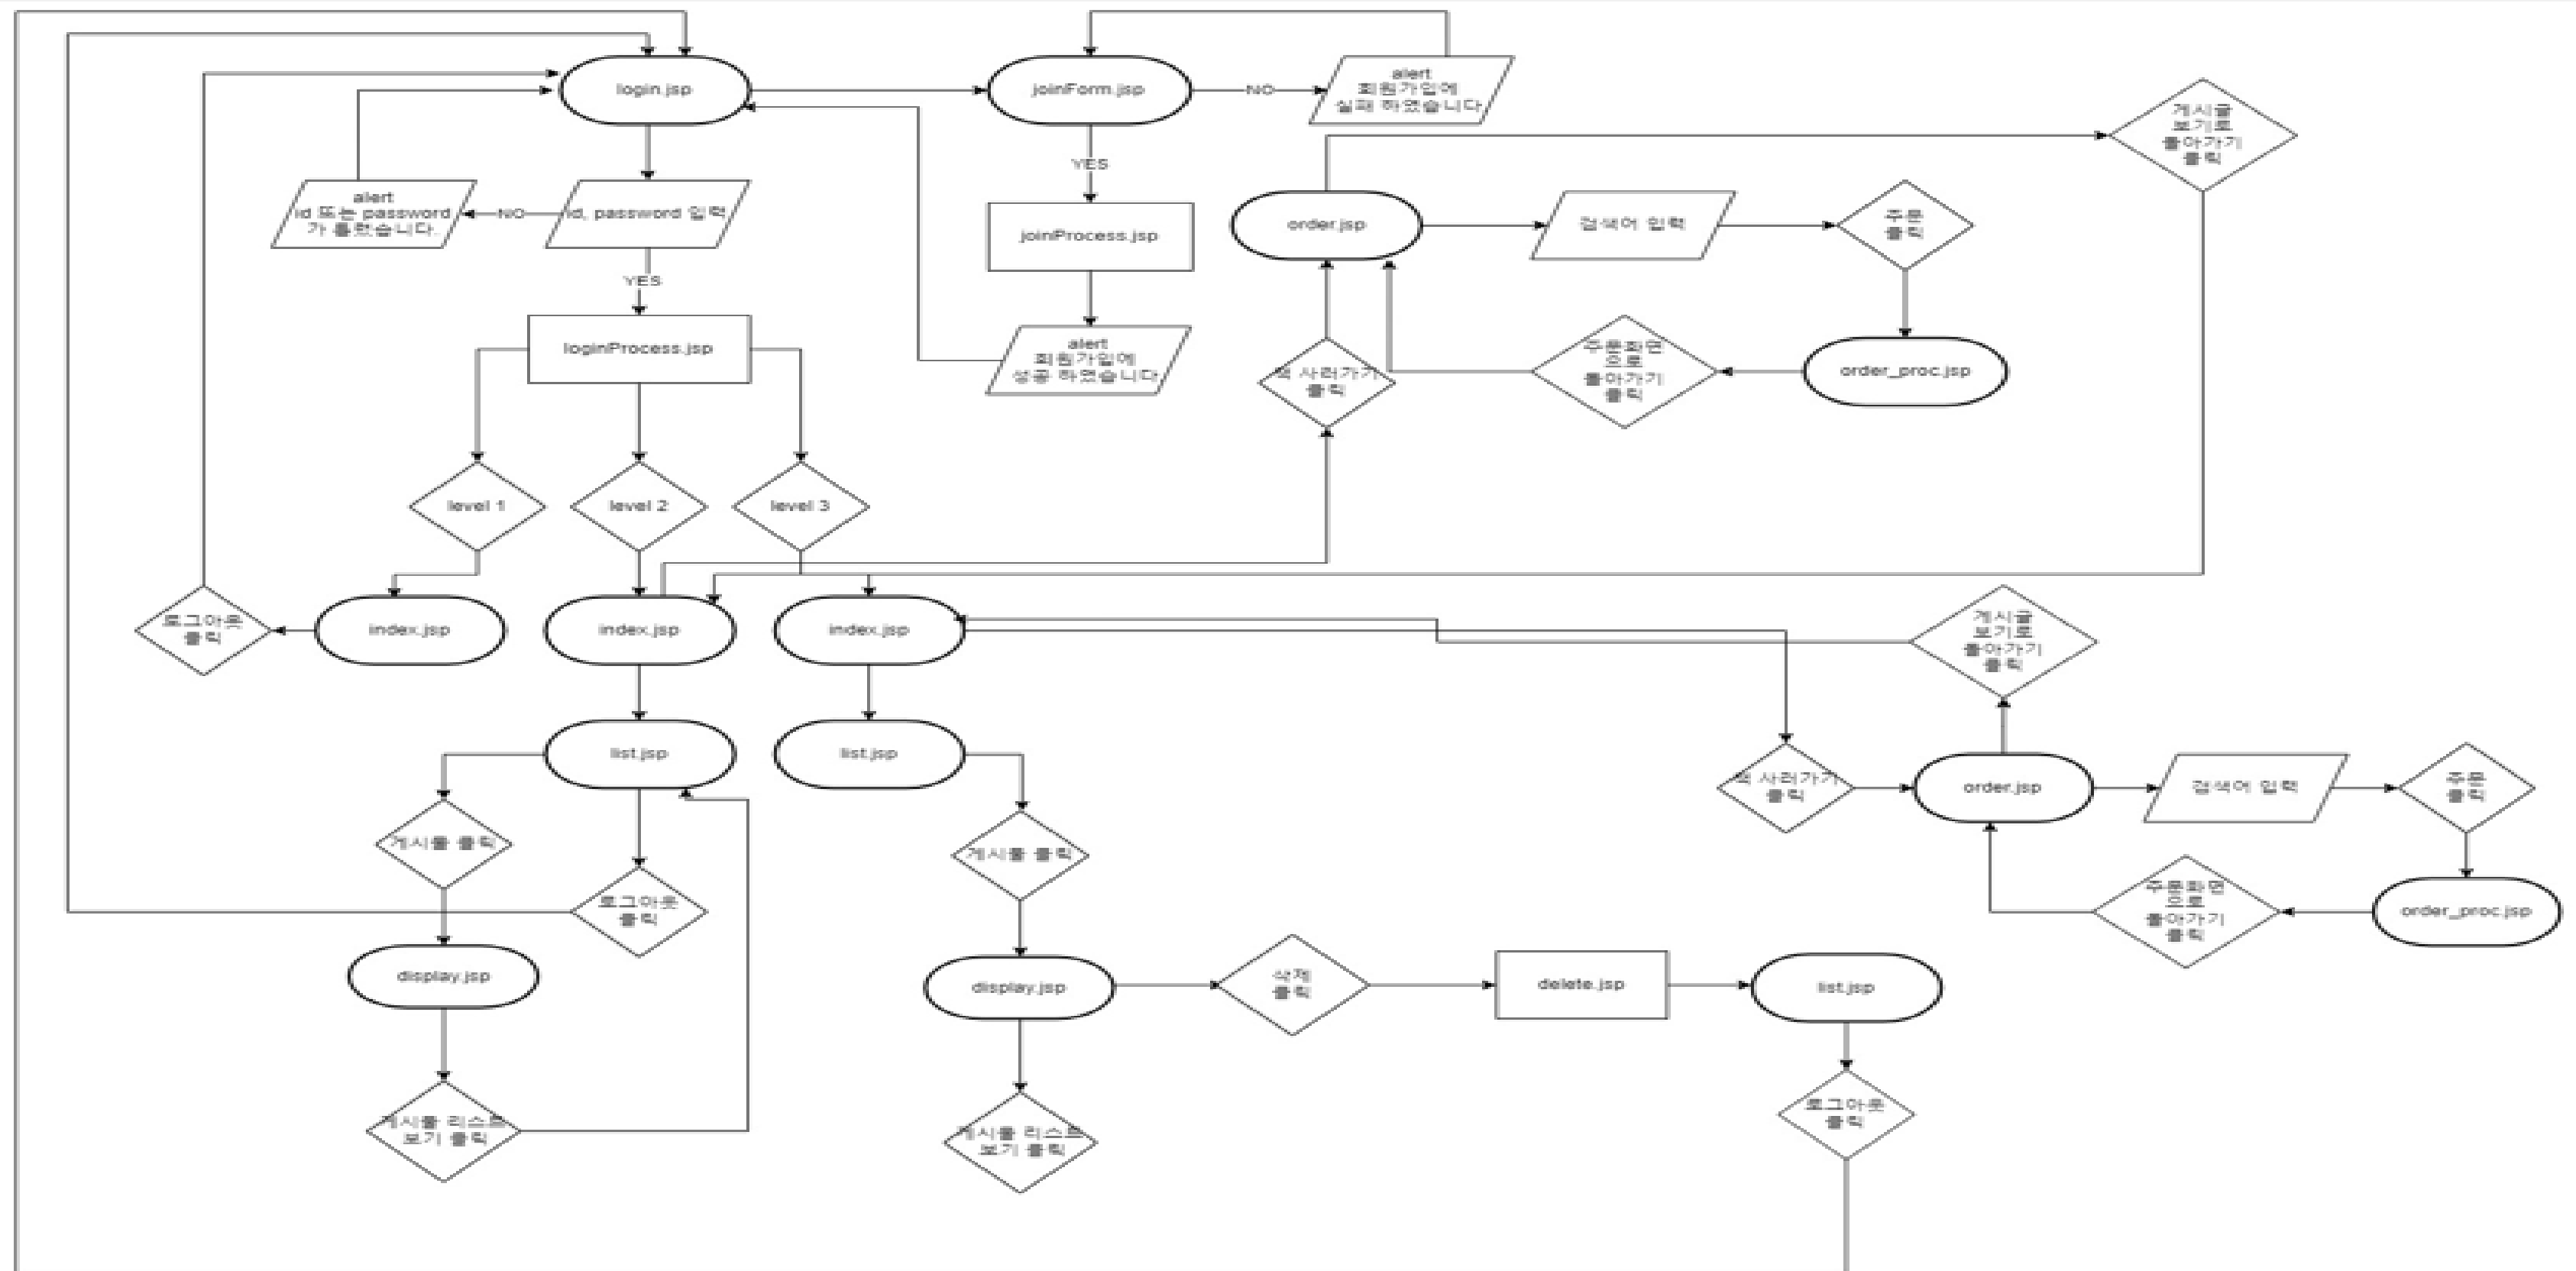 login.jsp
joinForm.jsp
NO
alert
회원가입에
실패 하였습니다
게시글
보기로
돌아가기
클릭
YES
alert
id 또는 password
가 틀렸습니다.
NO
id, password 입력
joinProcess.jsp
order.jsp
검색어 입력
주문
클릭
YES
loginProcess.jsp
alert
회원가입에
성공 하였습니다
책 사러가기
클릭
주문화면
으로
돌아가기
클릭
order_proc.jsp
level 1
level 2
level 3
로그아웃
클릭
index.jsp
index.jsp
index.jsp
게시글
보기로
돌아가기
클릭
list.jsp
list.jsp
책 사러가기
클릭
order.jsp
검색어 입력
주문
클릭
게시물 클릭
게시물 클릭
로그아웃
클릭
주문화면
으로
돌아가기
클릭
order_proc.jsp
display.jsp
display.jsp
삭제
클릭
delete.jsp
list.jsp
게시물 리스트
보기 클릭
게시물 리스트
보기 클릭
로그아웃
클릭